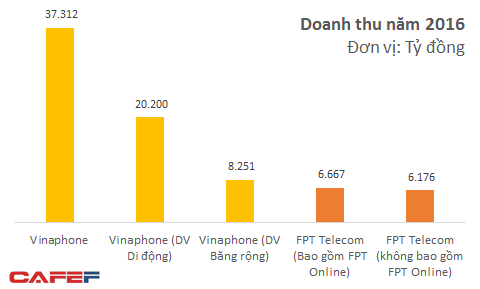 Doanh thu năm 2016
Đơn vị: Tỷ đồng
37.312
20.200
8.251
6.667
6.176
Vinaphone
Vinaphone (DV
Di động)
Vinaphone (DV
Băng rộng)
FPT Telecom
(Bao gồm FPT
Online)
FPT Telecom
(không bao gồm
FPT Online)
CAFEF